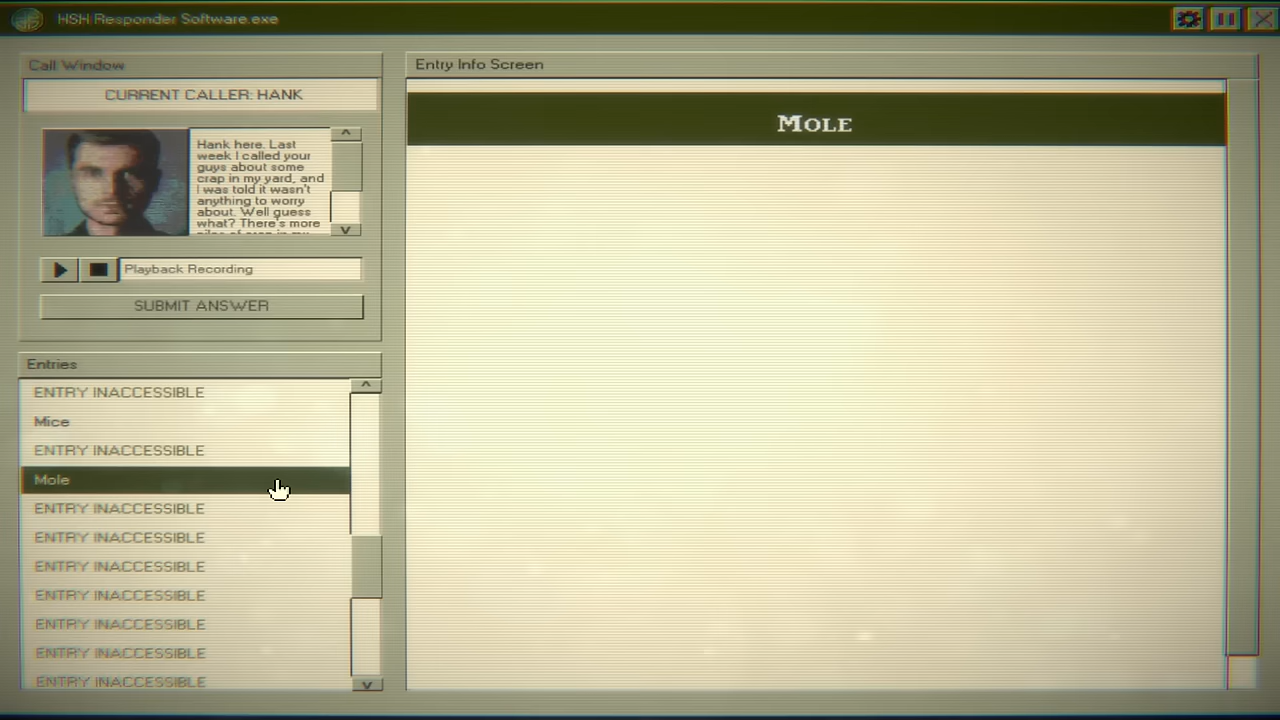 HSH Responder Software.exe
Call Window
CURRENT CALLER: HANK
Hank here. Last
week I called your
guys about some
crap in my yard, and
I was told it wasn't
anything to worry
about. Well guess
what? There's more
Playback Recording
SUBMIT ANSWER
Entries
ENTRY INACCESSIBLE
Mice
ENTRY INACCESSIBLE
Mole
ENTRY INACCESSIBLE
ENTRY INACCESSIBLE
ENTRY INACCESSIBLE
ENTRY INACCESSIBLE
ENTRY INACCESSIBLE
ENTRY INACCESSIBLE
ENTRY INACCESSIBLE
Entry Info Screen
Mole